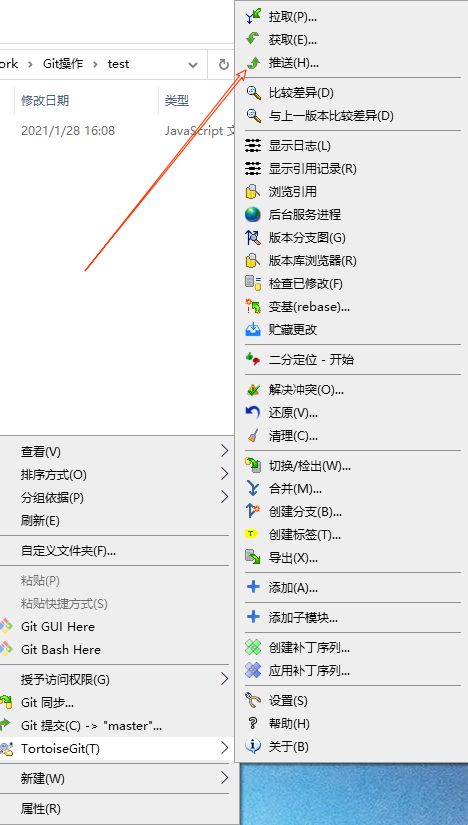 ork > Git操作 > test
修改日期 类型
2021/1/28 16:08 JavaScript 文
查看(V)
排序方式(O)
分组依据(P)
刷新(E)
自定义文件夹(F)...
粘贴(P)
粘贴快捷方式(S)
Git GUI Here
Git Bash Here
授予访问权限(G)
Git 同步...
Git 提交(C) -> "master"...
TortoiseGit(T)
新建(W)
属性(R)
拉取(P)...
获取(E)...
推送(H)...
比较差异(D)
与上一版本比较差异(D)
显示日志(L)
显示引用记录(R)
浏览引用
后台服务进程
版本分支图(G)
版本库浏览器(R)
检查已修改(F)
变基(rebase)...
贮藏更改
二分定位 - 开始
解决冲突(O)...
还原(V)...
清理(C)...
切换/检出(W)...
合并(M)...
创建分支(B)...
创建标签(T)...
导出(X)...
添加(A)...
添加子模块...
创建补丁序列...
应用补丁序列...
设置(S)
帮助(H)
关于(B)